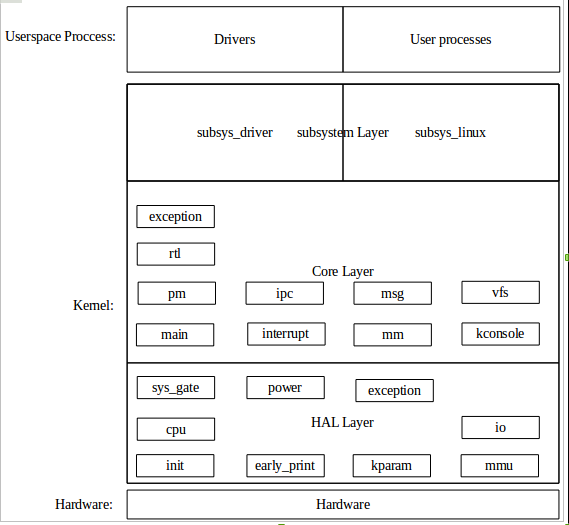 Userspace Proccess:
Drivers
User processes
subsys_driver
subsystem Layer
subsys_linux
Kernel:
exception
rtl
Core Layer
pm
ipc
msg
vfs
main
interrupt
mm
kconsole
sys_gate
power
exception
cpu
HAL Layer
io
init
early_print
kparam
mmu
Hardware:
Hardware